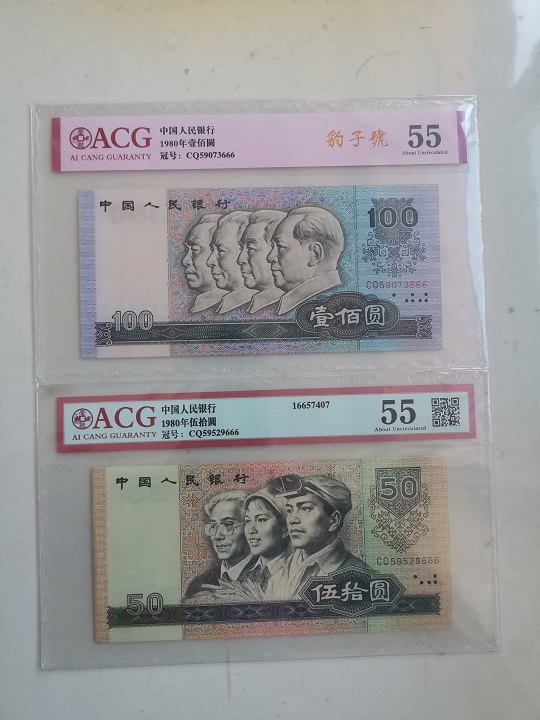 ACG
AI CANG GUARANTY
中国人民银行
1980年壹佰圆
冠号：CQ59073666
豹子號
55
About Uncirculated
中国人民银行
100
CQ59073666
100
壹佰圆
ACG
AI CANG GUARANTY
中国人民银行
1980年伍拾圆
冠号：CQ59529666
16657407
55
About Uncirculated
中国人民银行
50
CQ59529666
50
伍拾圆